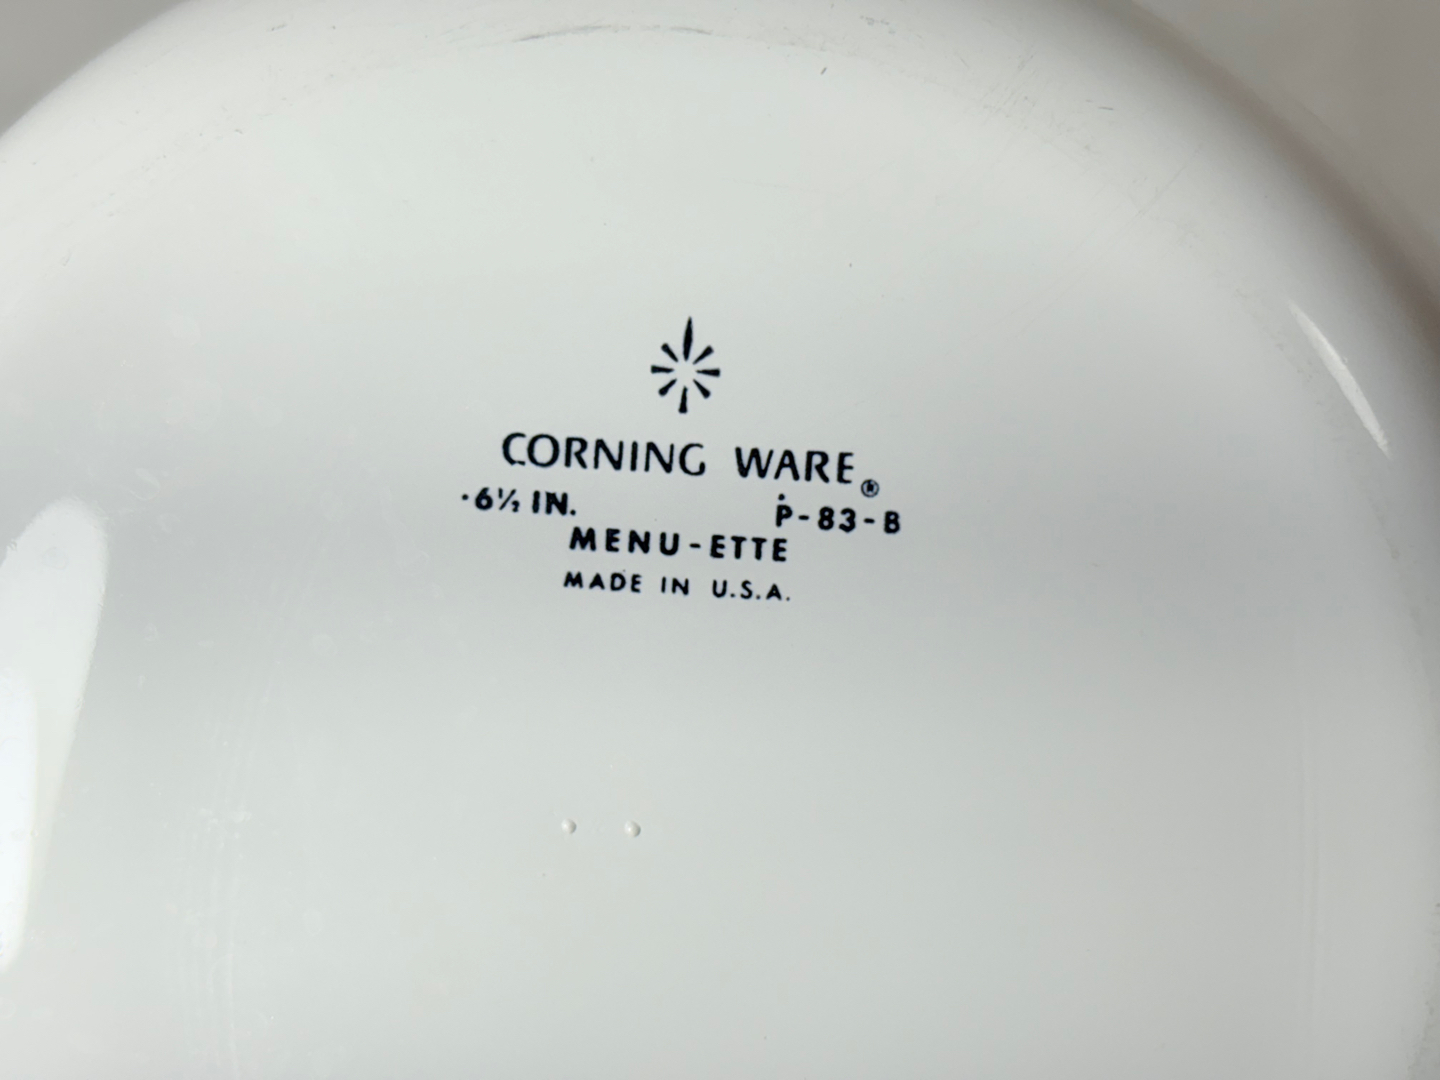 CORNING WARE®
6½ IN. P-83-B
MENU-ETTE
MADE IN U.S.A.